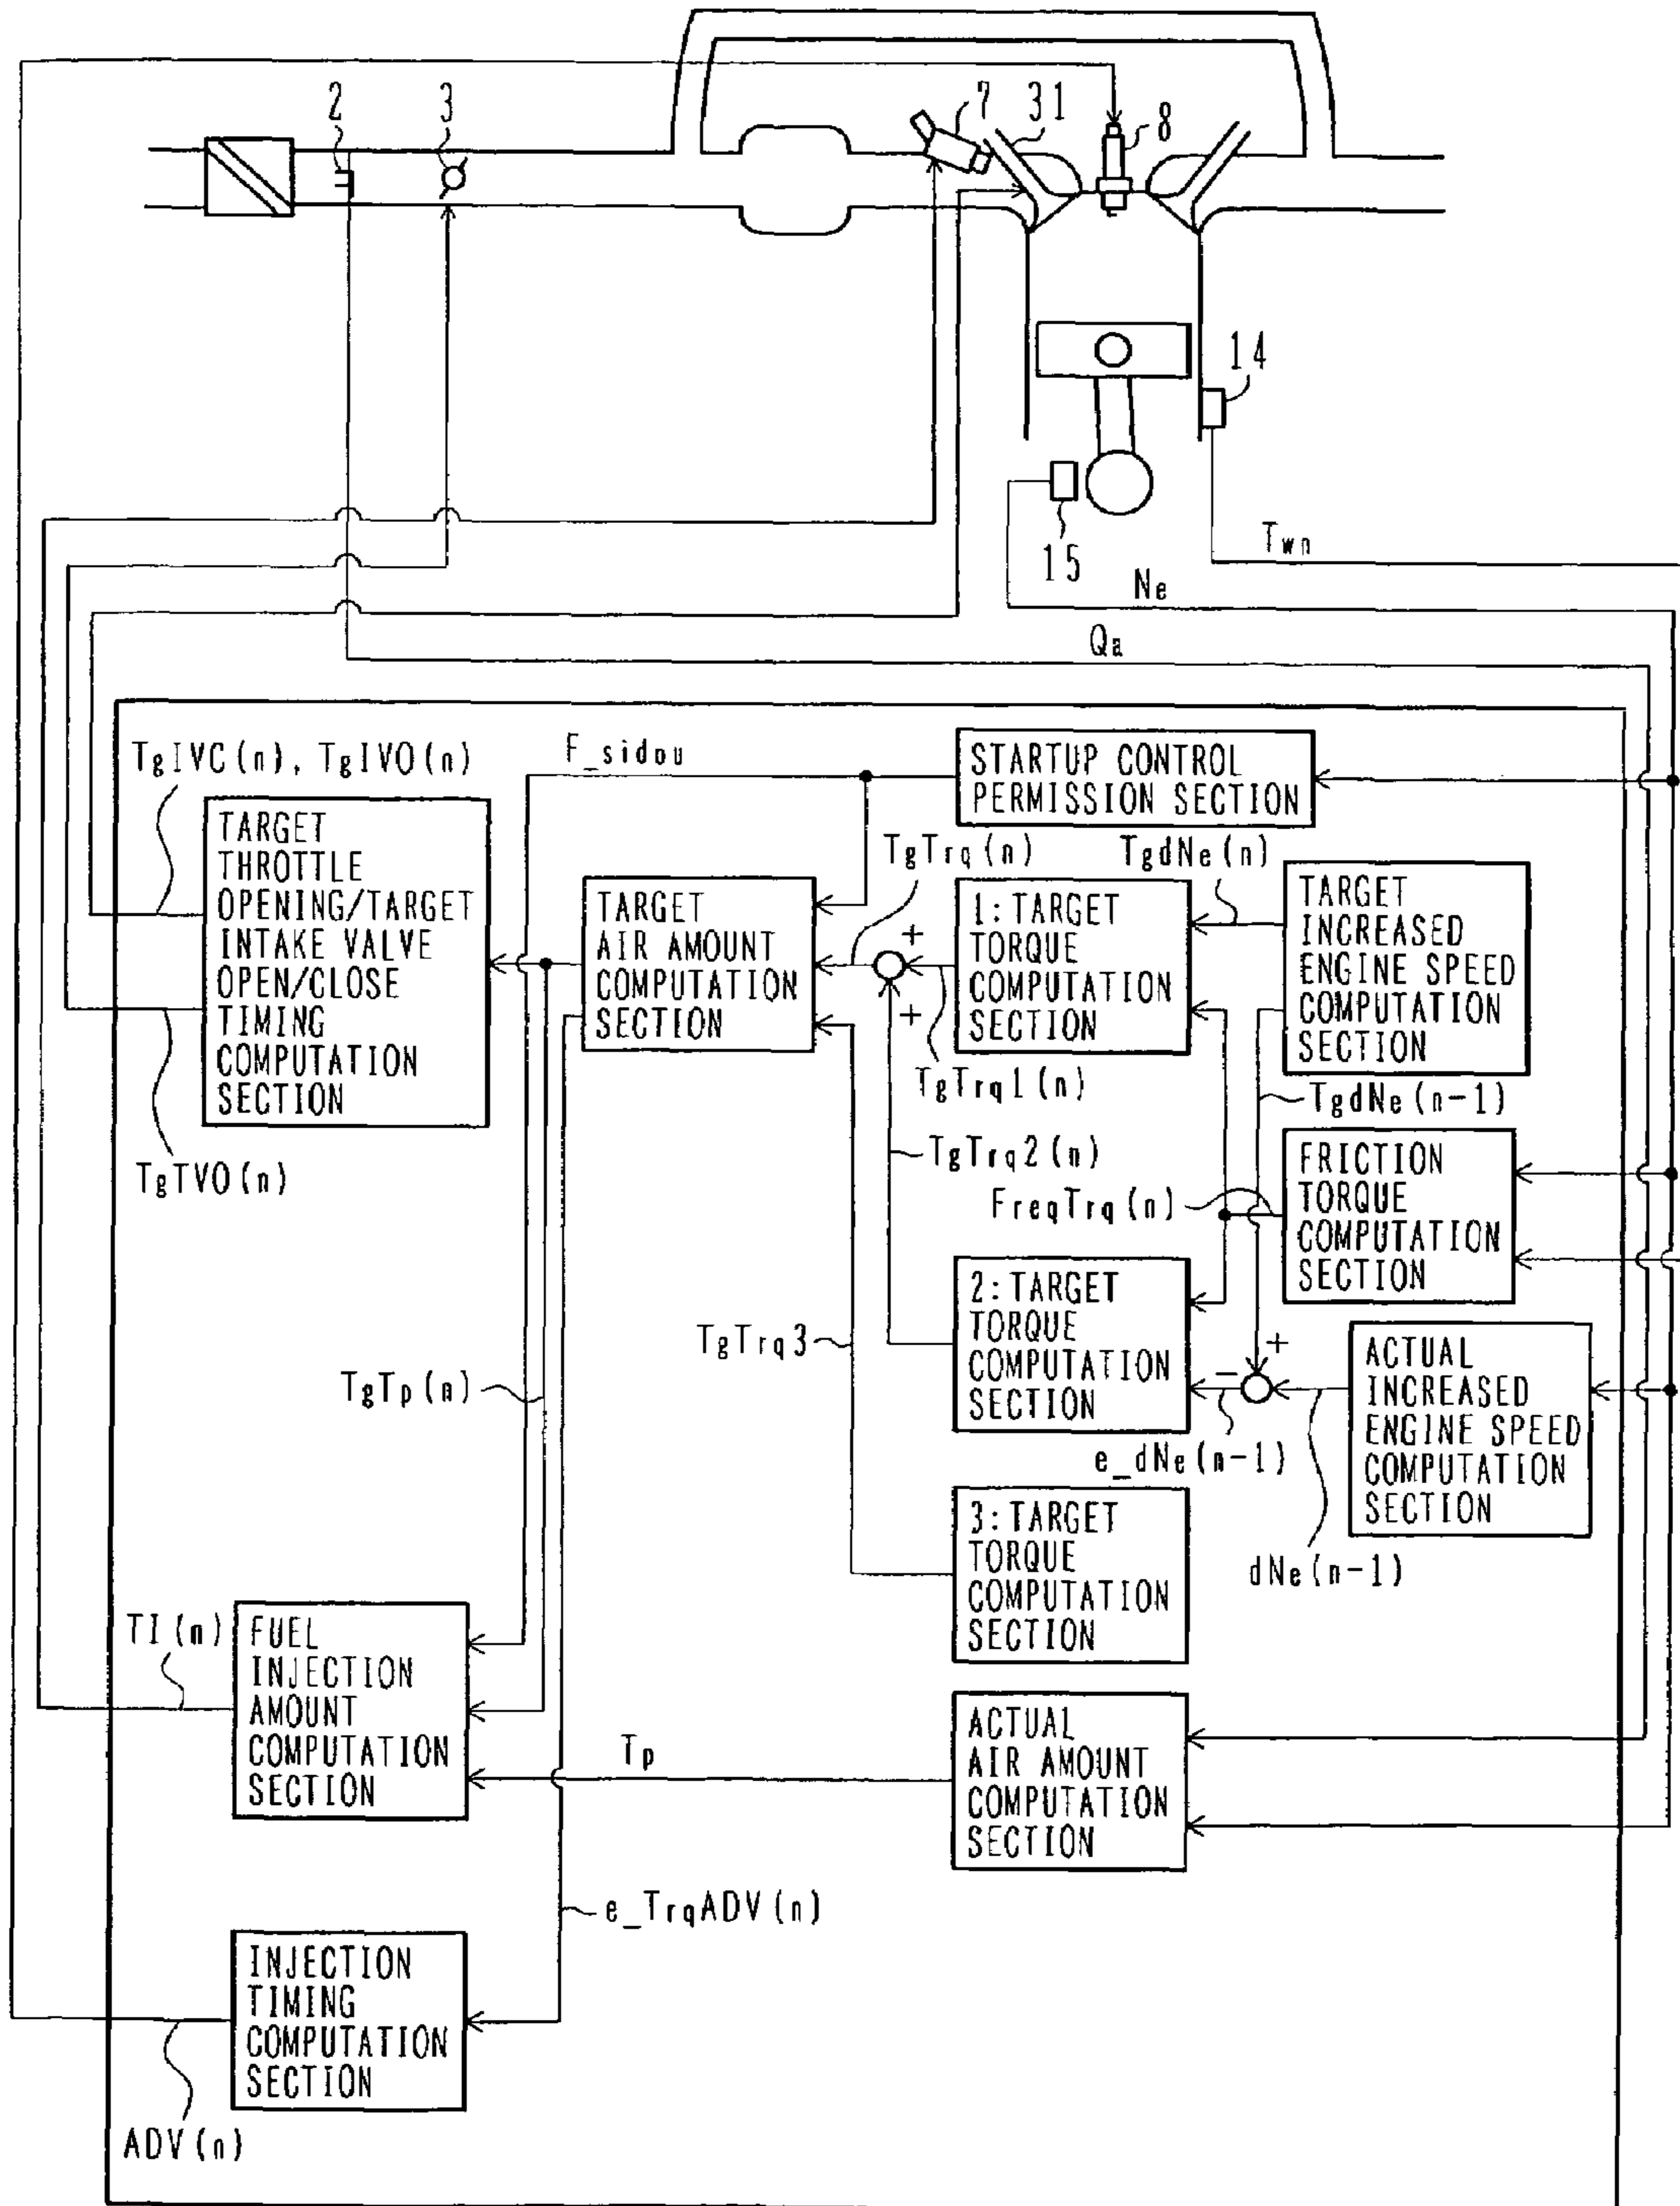 2
3
7
31
8
14
15
Twn
Ne
Qa
TgIVC(n), TgIVO(n)
F_sidou
STARTUP CONTROL
PERMISSION SECTION
TARGET
THROTTLE
OPENING/TARGET
INTAKE VALVE
OPEN/CLOSE
TIMING
COMPUTATION
SECTION
TARGET
AIR AMOUNT
COMPUTATION
SECTION
TgTrq(n)
TgdNe(n)
1:TARGET
TORQUE
COMPUTATION
SECTION
TARGET
INCREASED
ENGINE SPEED
COMPUTATION
SECTION
+
+
TgTrq1(n)
TgdNe(n-1)
TgTVO(n)
TgTrq2(n)
FreqTrq(n)
FRICTION
TORQUE
COMPUTATION
SECTION
2:TARGET
TORQUE
COMPUTATION
SECTION
TgTrq3
+
-
ACTUAL
INCREASED
ENGINE SPEED
COMPUTATION
SECTION
TgTp(n)
e_dNe(n-1)
dNe(n-1)
3:TARGET
TORQUE
COMPUTATION
SECTION
TI(n)
FUEL
INJECTION
AMOUNT
COMPUTATION
SECTION
Tp
ACTUAL
AIR AMOUNT
COMPUTATION
SECTION
e_TrqADV(n)
INJECTION
TIMING
COMPUTATION
SECTION
ADV(n)